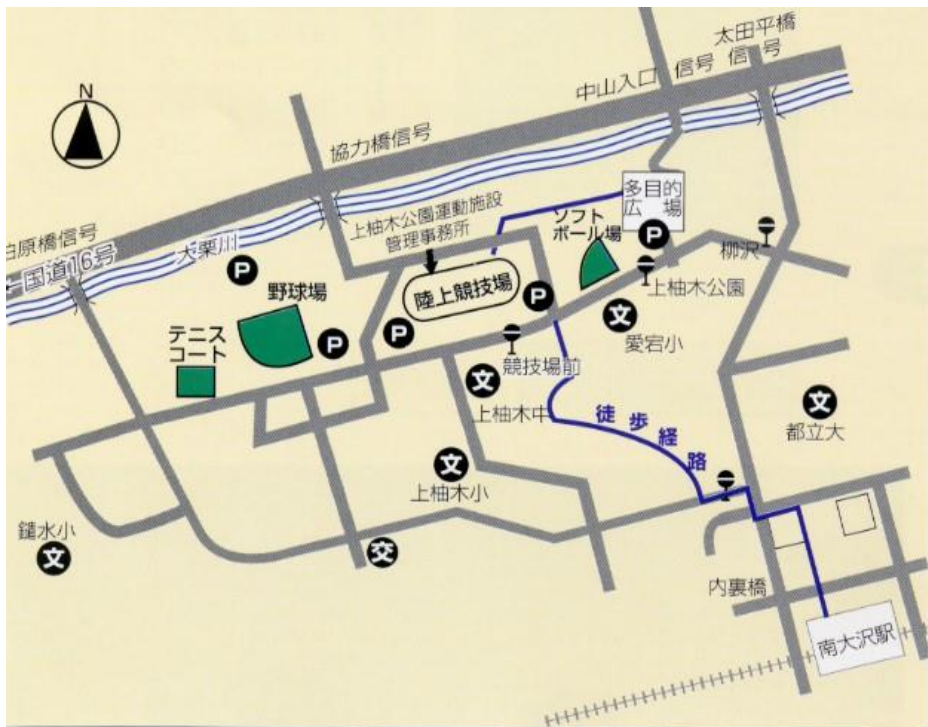 太田平橋
信号
中山入口 信号
N
協力橋信号
多目的
広場
上柚木公園運動施設
管理事務所
ソフト
ボール場
P
柏原橋信号
国道16号
大栗川
P
野球場
陸上競技場
P
P
P
上柚木公園
柳沢
テニス
コート
文
愛宕小
競技場前
文
上柚木中
徒歩経路
文
都立大
文
上柚木小
鑓水小
文
交
内裏橋
南大沢駅